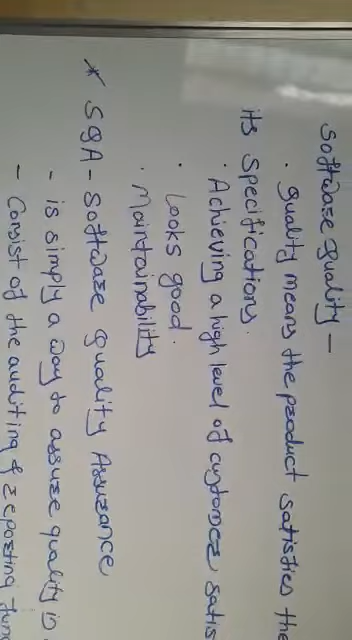 Software Quality -
· Quality means the product satisfies the
its Specifications.
· Achieving a high level of customer satis
· Looks good.
· Maintainability
* SQA - Software Quality Assurance
- is simply a way to assure quality in
- Consist of the auditing & reporting func